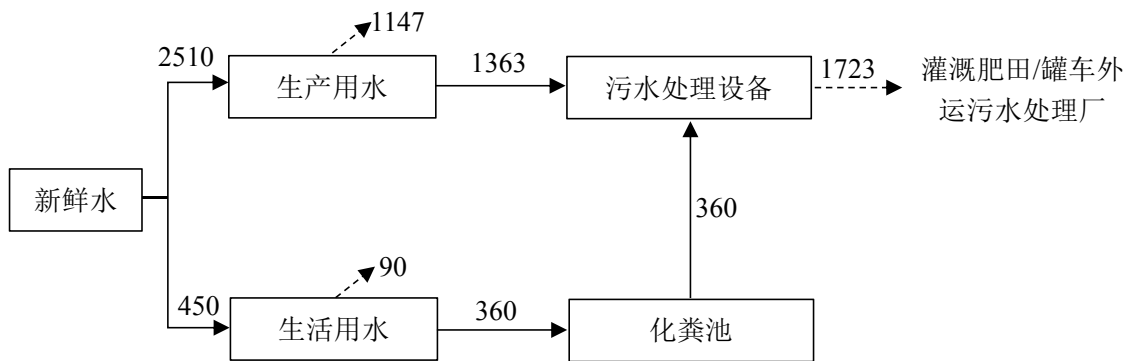 1147
2510
生产用水
1363
污水处理设备
1723
灌溉肥田/罐车外
运污水处理厂
新鲜水
360
90
450
生活用水
360
化粪池